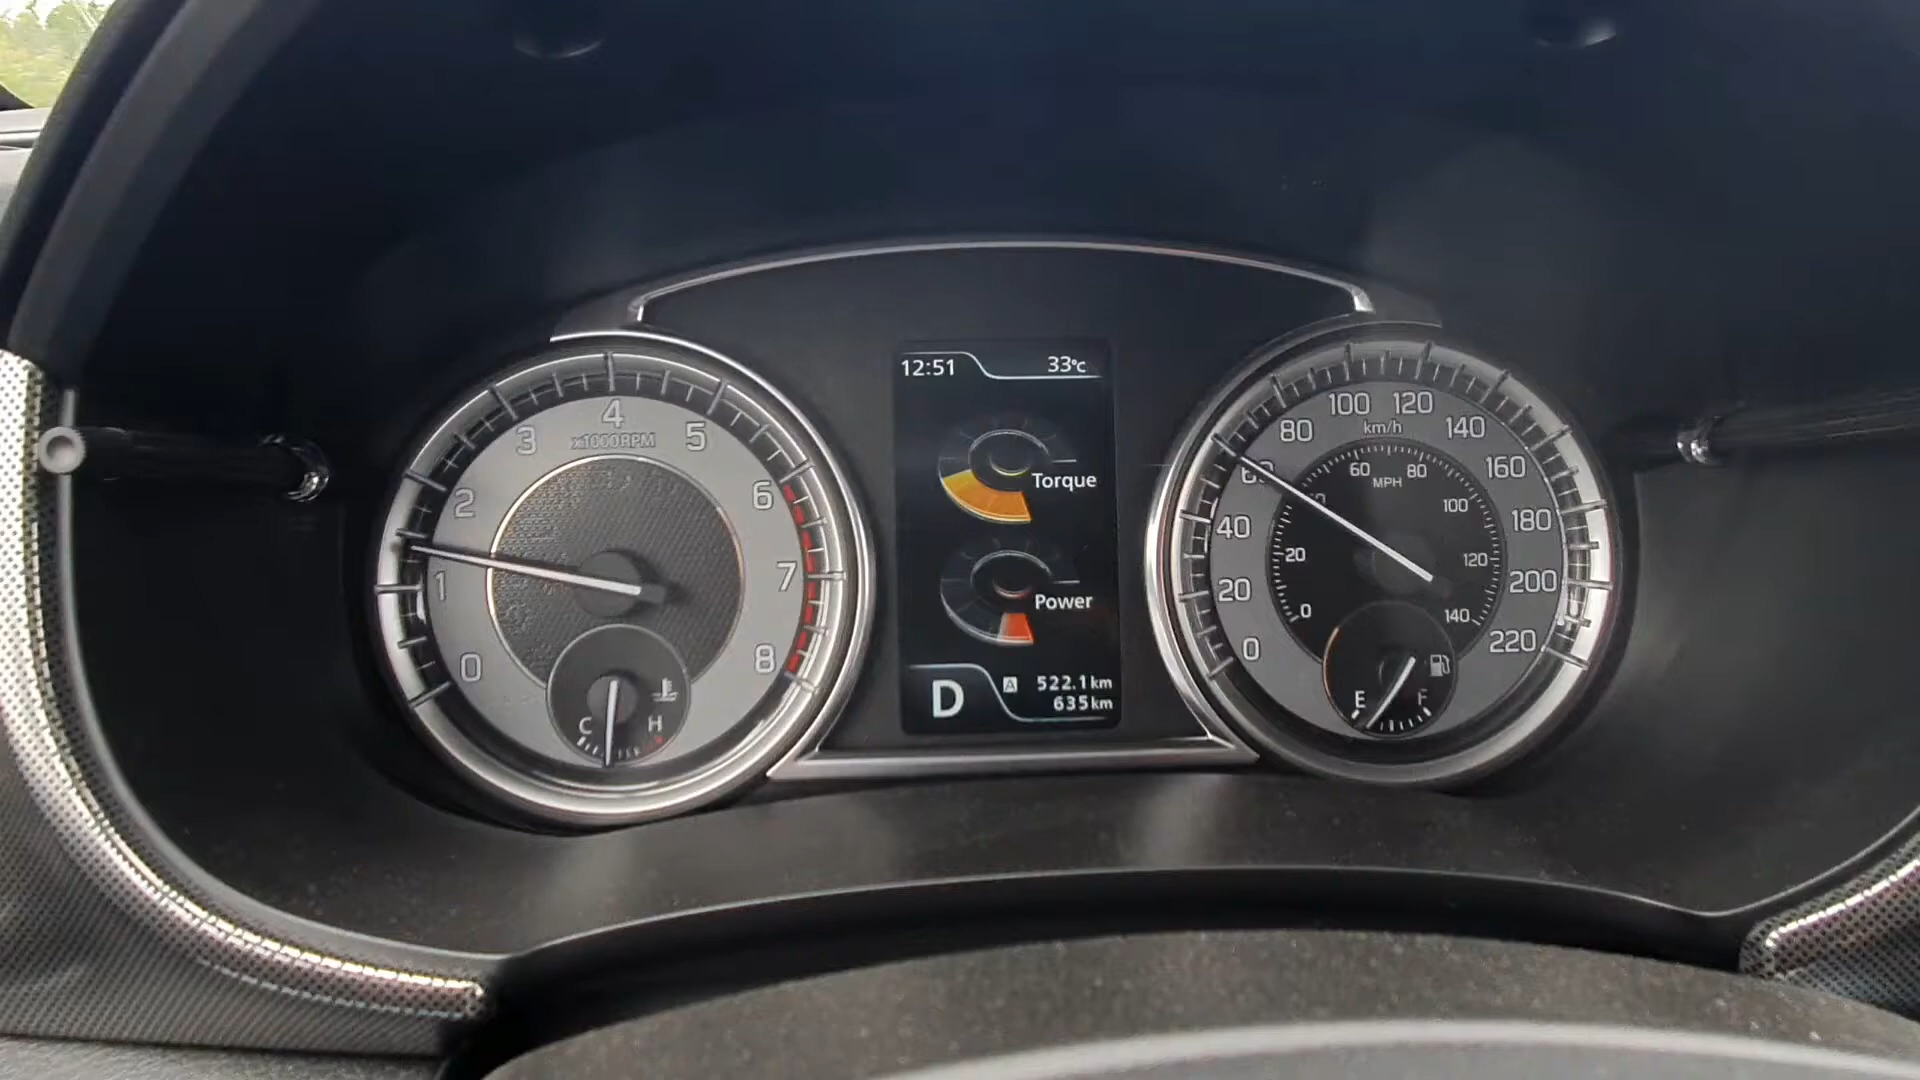 12:51 33°C
Torque
Power
D A 522.1 km
635 km
0 1 2 3 4 5 6 7 8
x1000RPM
C H
0 20 40 60 80 100 120 140 160 180 200 220
km/h
0 20 60 80 100 120 140
MPH
E F